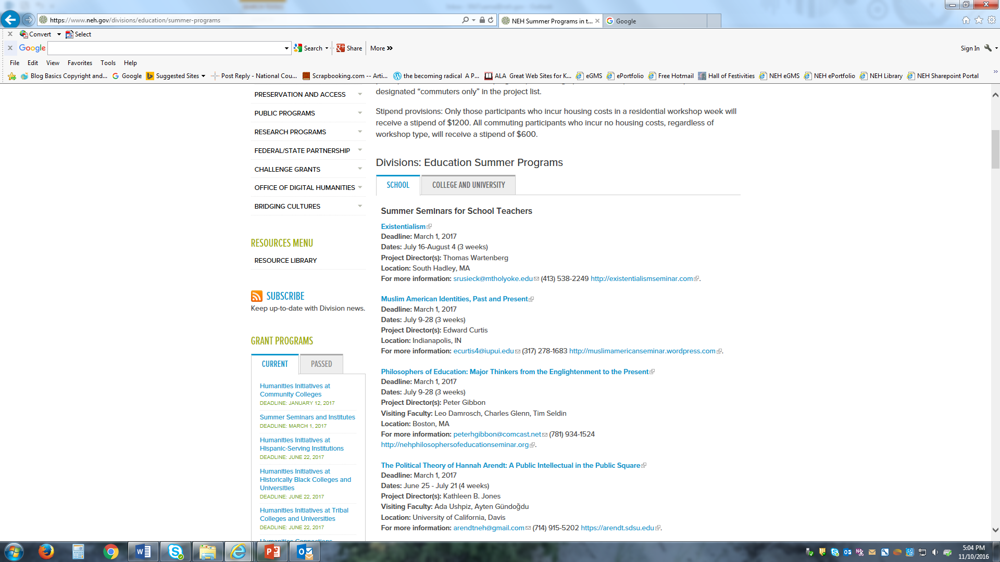 https://www.neh.gov/divisions/education/summer-programs
NEH Summer Programs in t...
Google
Convert
Select
Google
Search
Share
More
Sign In
File Edit View Favorites Tools Help
Blog Basics Copyright and... Google Suggested Sites Post Reply - National Cou... Scrapbooking.com -- Arti... the becoming radical A P... ALA Great Web Sites for K... eGMS ePortfolio Free Hotmail Hall of Festivities NEH eGMS NEH ePortfolio NEH Library NEH Sharepoint Portal
PRESERVATION AND ACCESS
PUBLIC PROGRAMS
RESEARCH PROGRAMS
FEDERAL/STATE PARTNERSHIP
CHALLENGE GRANTS
OFFICE OF DIGITAL HUMANITIES
BRIDGING CULTURES
RESOURCES MENU
RESOURCE LIBRARY
SUBSCRIBE
Keep up-to-date with Division news.
GRANT PROGRAMS
CURRENT PASSED
Humanities Initiatives at
Community Colleges
DEADLINE: JANUARY 12, 2017
Summer Seminars and Institutes
DEADLINE: MARCH 1, 2017
Humanities Initiatives at
Hispanic-Serving Institutions
DEADLINE: JUNE 22, 2017
Humanities Initiatives at
Historically Black Colleges and
Universities
DEADLINE: JUNE 22, 2017
Humanities Initiatives at Tribal
Colleges and Universities
DEADLINE: JUNE 22, 2017
designated “commuters only” in the project list.
Stipend provisions: Only those participants who incur housing costs in a residential workshop week will
receive a stipend of $1200. All commuting participants who incur no housing costs, regardless of
workshop type, will receive a stipend of $600.
Divisions: Education Summer Programs
SCHOOL COLLEGE AND UNIVERSITY
Summer Seminars for School Teachers
Existentialism
Deadline: March 1, 2017
Dates: July 16-August 4 (3 weeks)
Project Director(s): Thomas Wartenberg
Location: South Hadley, MA
For more information: srusieck@mtholyoke.edu (413) 538-2249 http://existentialismseminar.com.
Muslim American Identities, Past and Present
Deadline: March 1, 2017
Dates: July 9-28 (3 weeks)
Project Director(s): Edward Curtis
Location: Indianapolis, IN
For more information: ecurtis4@iupui.edu (317) 278-1683 http://muslimamericanseminar.wordpress.com.
Philosophers of Education: Major Thinkers from the Englightenment to the Present
Deadline: March 1, 2017
Dates: July 9-28 (3 weeks)
Project Director(s): Peter Gibbon
Visiting Faculty: Leo Damrosch, Charles Glenn, Tim Seldin
Location: Boston, MA
For more information: peterhgibbon@comcast.net (781) 934-1524
http://nehphilosophersofeducationseminar.org.
The Political Theory of Hannah Arendt: A Public Intellectual in the Public Square
Deadline: March 1, 2017
Dates: June 25 - July 21 (4 weeks)
Project Director(s): Kathleen B. Jones
Visiting Faculty: Ada Ushpiz, Ayten Gündoğdu
Location: University of California, Davis
For more information: arendtneh@gmail.com (714) 915-5202 https://arendt.sdsu.edu.
5:04 PM
11/10/2016